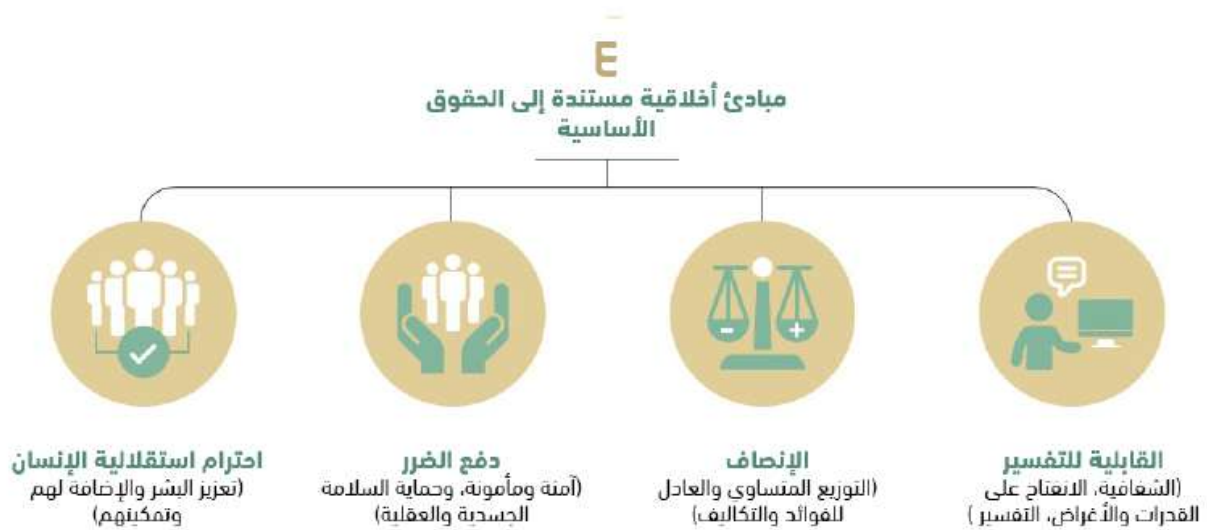 ٤
مبادئ أخلاقية مستندة إلى الحقوق
الأساسية
القابلية للتفسير
(الشفافية، الانفتاح على
القدرات والأغراض، التفسير )
الإنصاف
(التوزيع المتساوي والعادل
للفوائد والتكاليف)
دفع الضرر
(آمنة ومأمونة، وحماية السلامة
الجسدية والعقلية)
احترام استقلالية الإنسان
(تعزيز البشر والإضافة لهم
وتمكينهم)